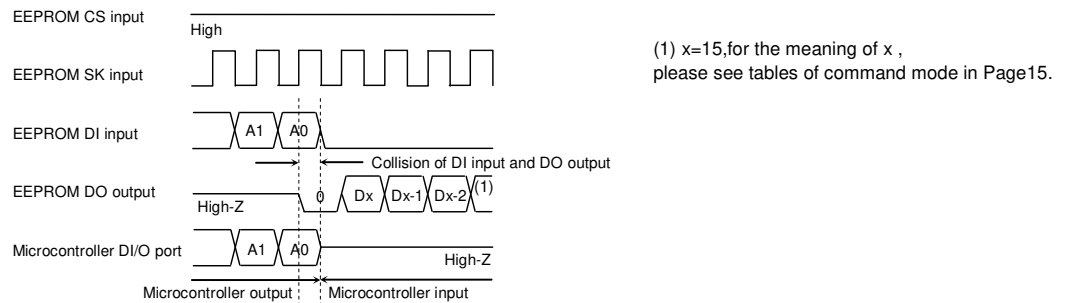 EEPROM CS input
High
(1) x=15,for the meaning of x ,
please see tables of command mode in Page15.
EEPROM SK input
EEPROM DI input
A1
A0
Collision of DI input and DO output
EEPROM DO output
High-Z
0
Dx
Dx-1
Dx-2
(1)
Microcontroller DI/O port
A1
A0
High-Z
Microcontroller output
Microcontroller input